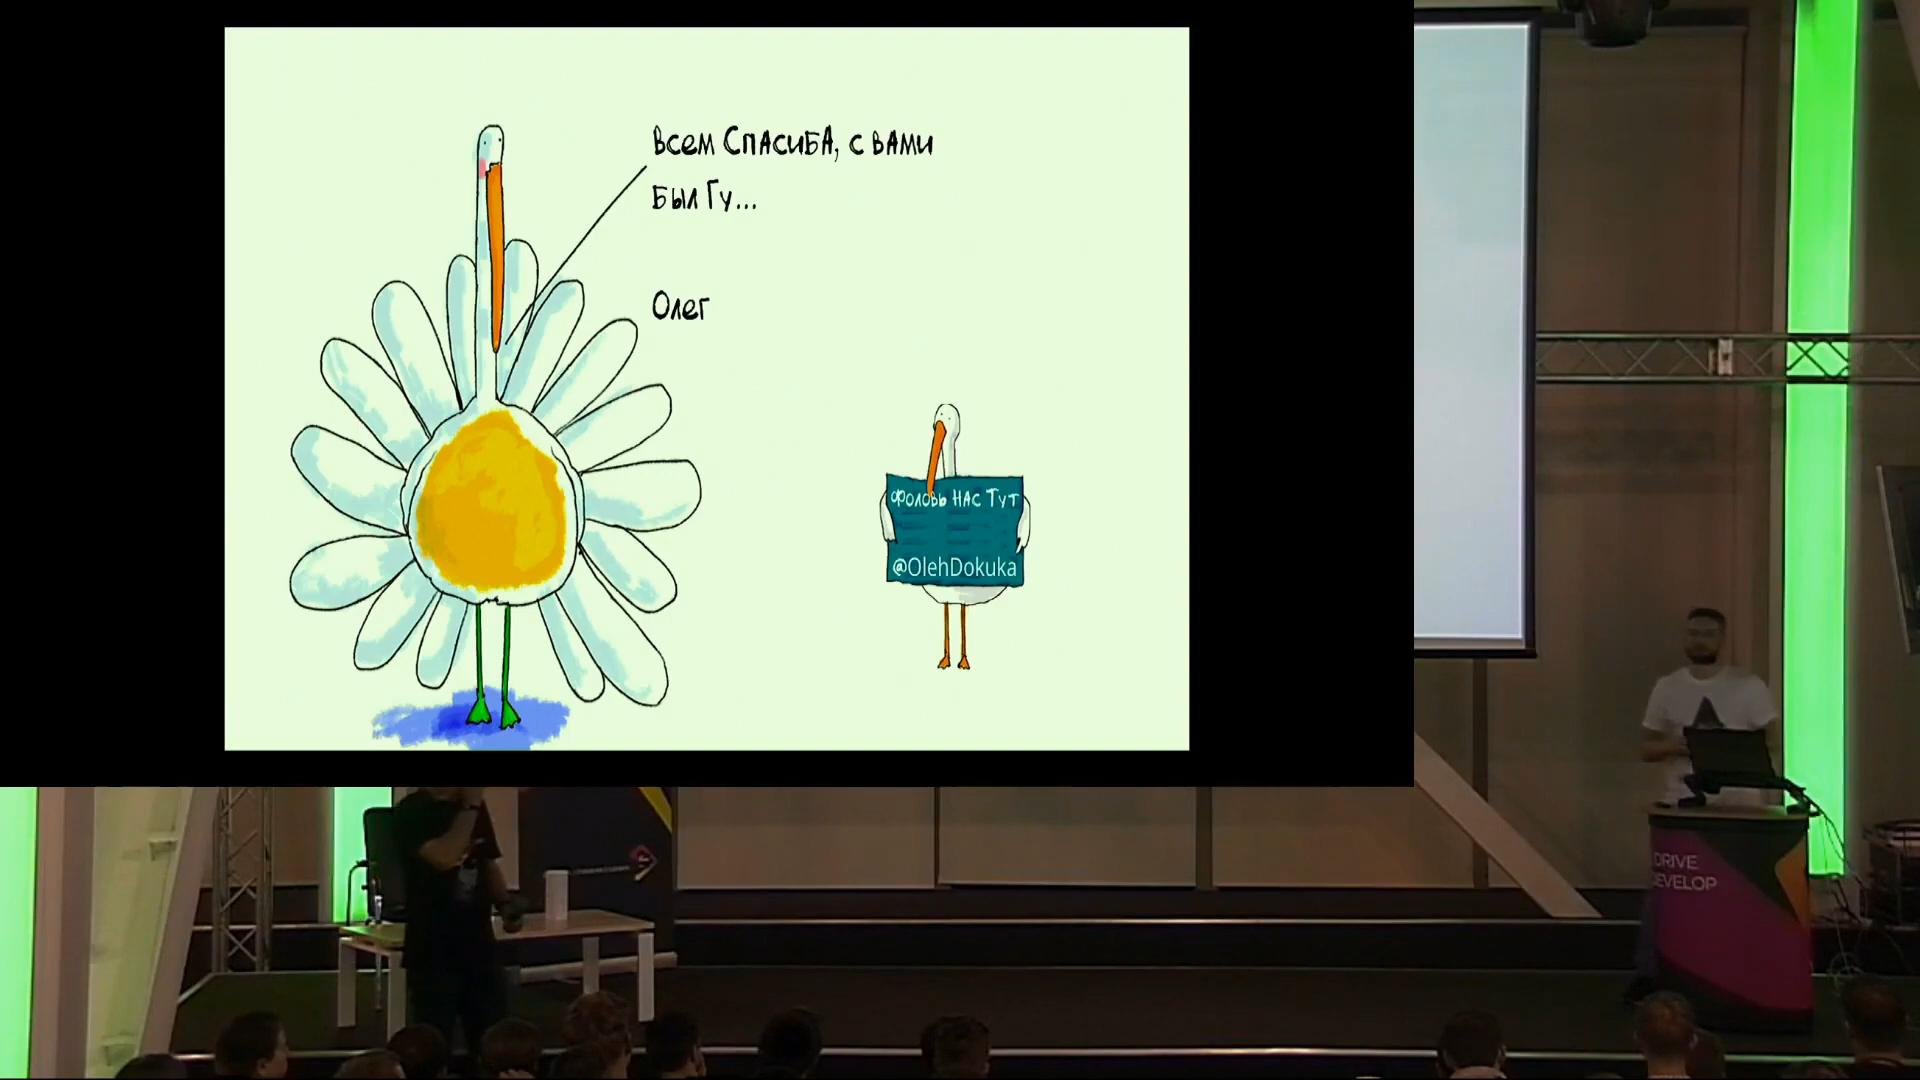 Всем Спасиба, с вами
был Гу...
Олег
Фоловь нас Тут
@OlehDokuka
DRIVE
DEVELOP